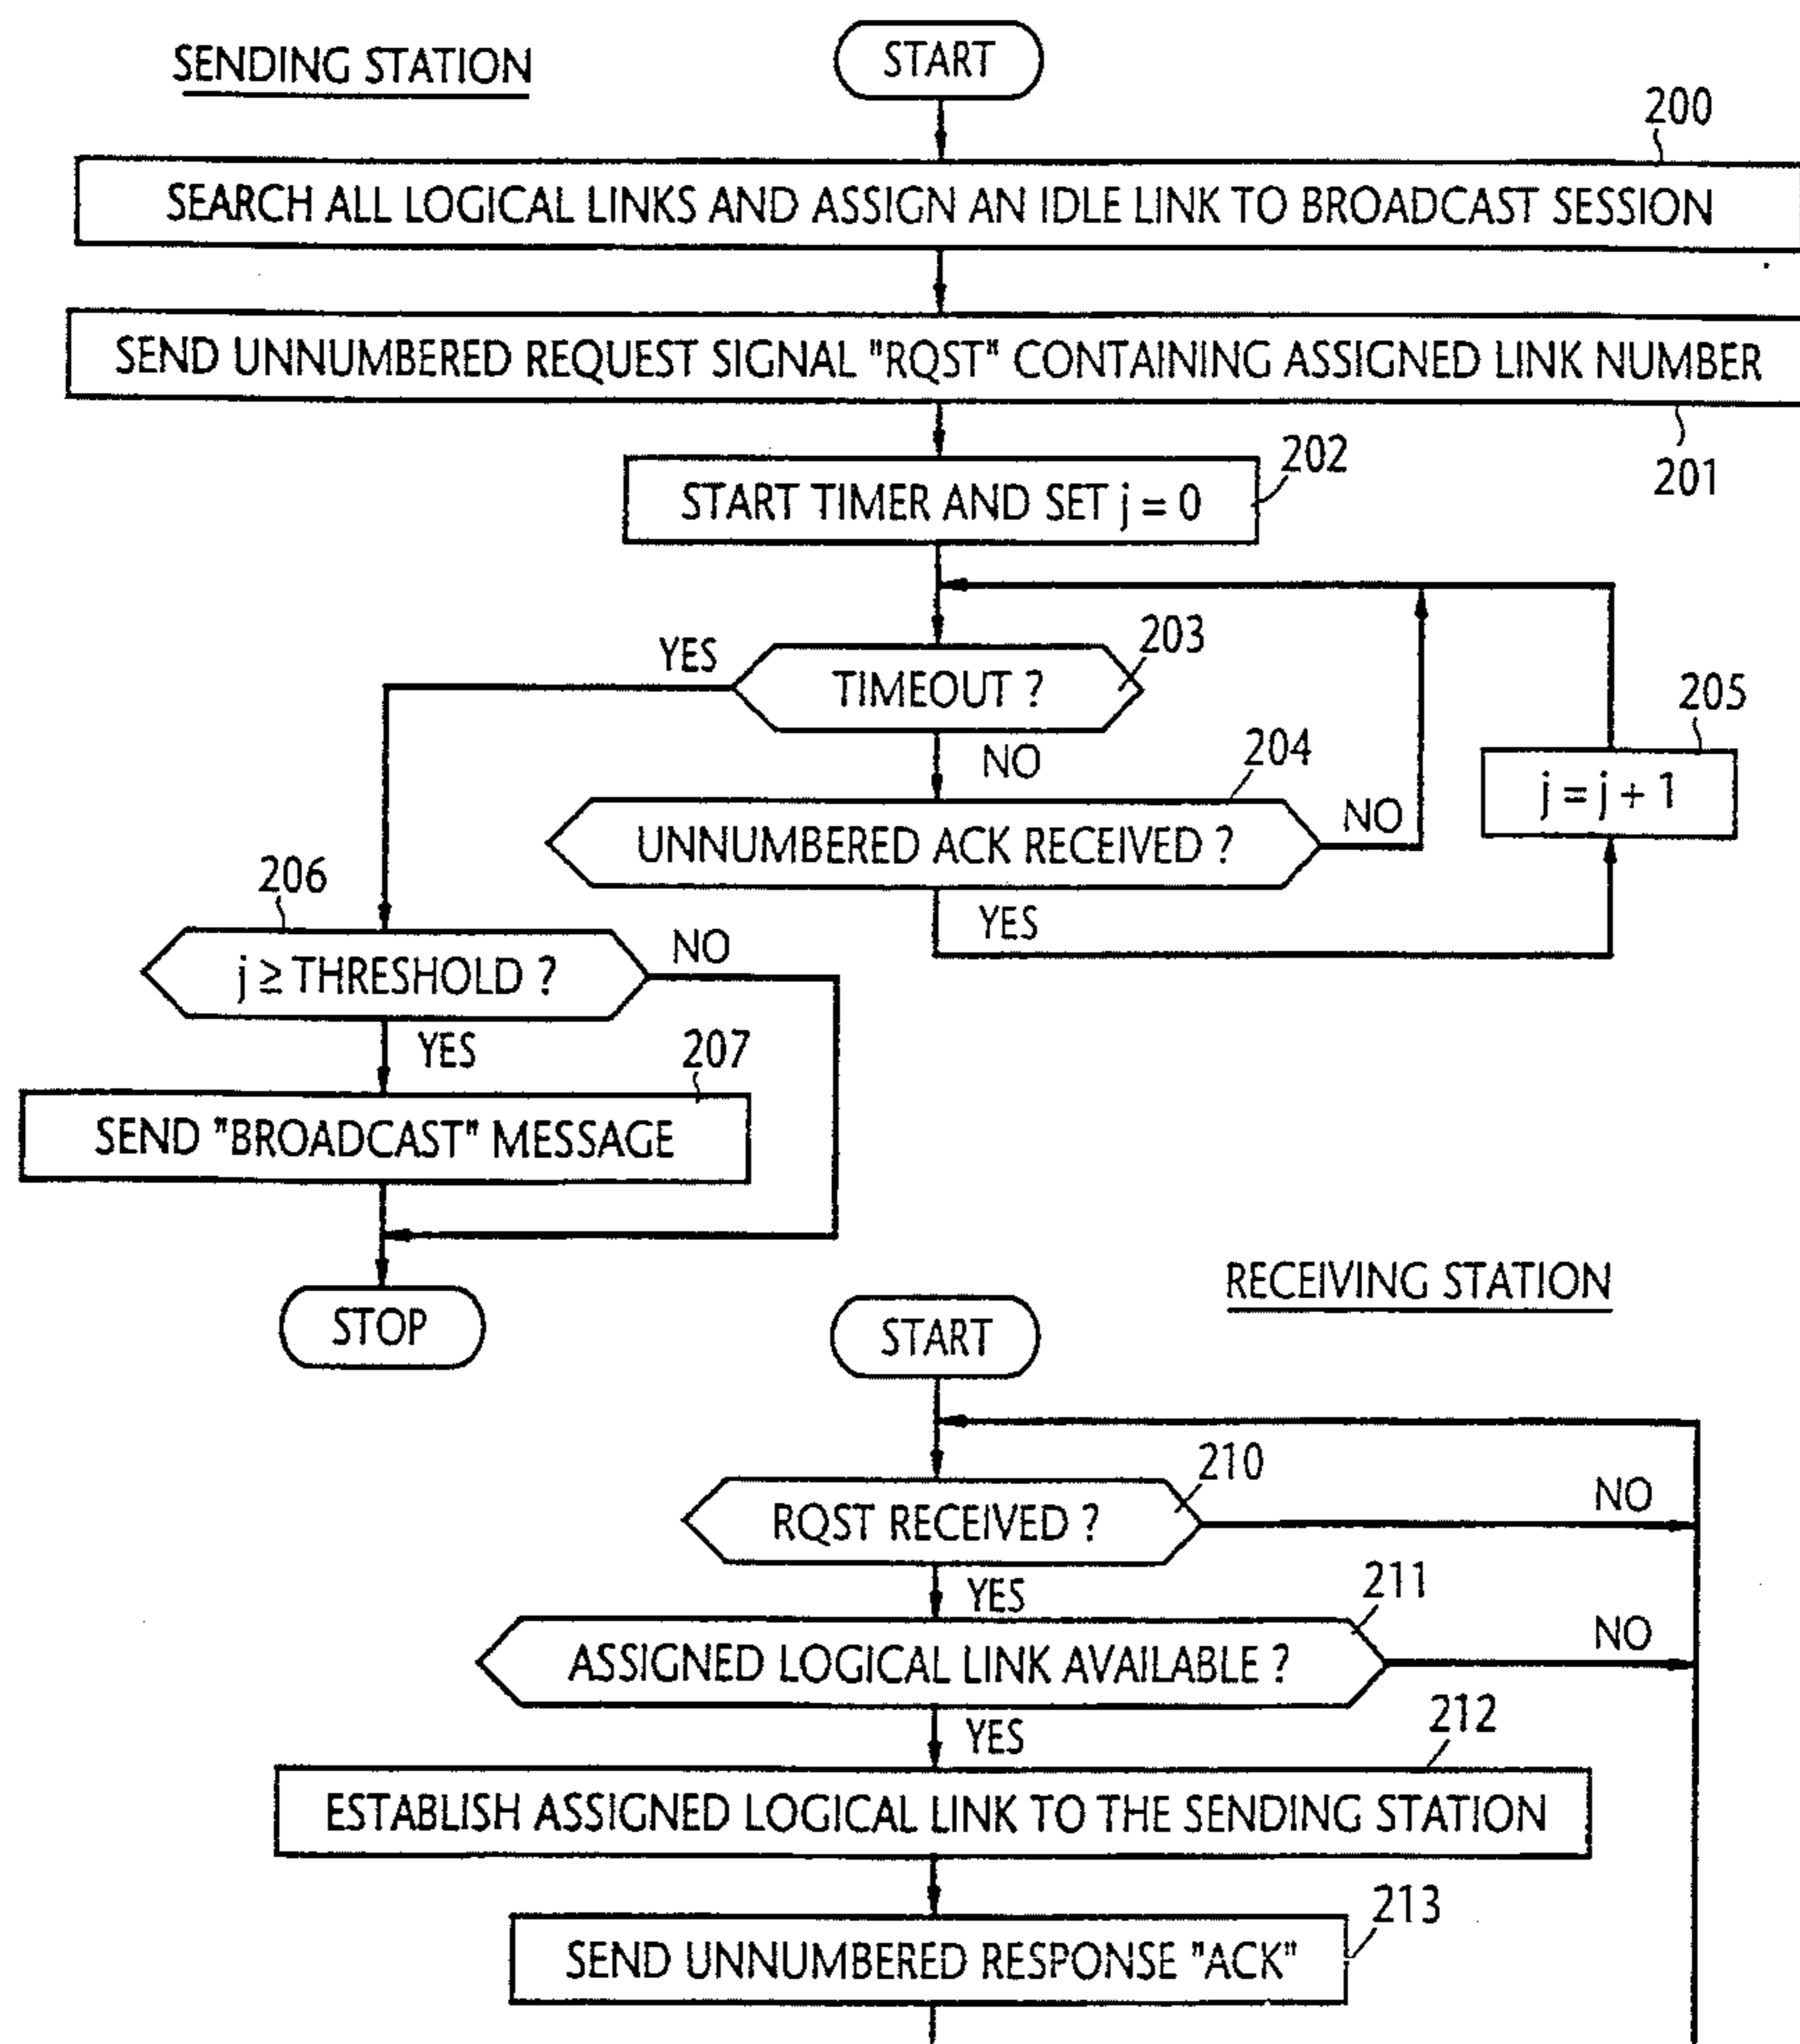 SENDING STATION
START
200
SEARCH ALL LOGICAL LINKS AND ASSIGN AN IDLE LINK TO BROADCAST SESSION
SEND UNNUMBERED REQUEST SIGNAL "RQST" CONTAINING ASSIGNED LINK NUMBER
201
202
START TIMER AND SET j = 0
203
YES
TIMEOUT ?
NO
204
205
j = j + 1
UNNUMBERED ACK RECEIVED ?
NO
YES
206
j ≥ THRESHOLD ?
NO
YES
207
SEND "BROADCAST" MESSAGE
STOP
RECEIVING STATION
START
210
RQST RECEIVED ?
NO
YES
211
ASSIGNED LOGICAL LINK AVAILABLE ?
NO
YES
212
ESTABLISH ASSIGNED LOGICAL LINK TO THE SENDING STATION
213
SEND UNNUMBERED RESPONSE "ACK"